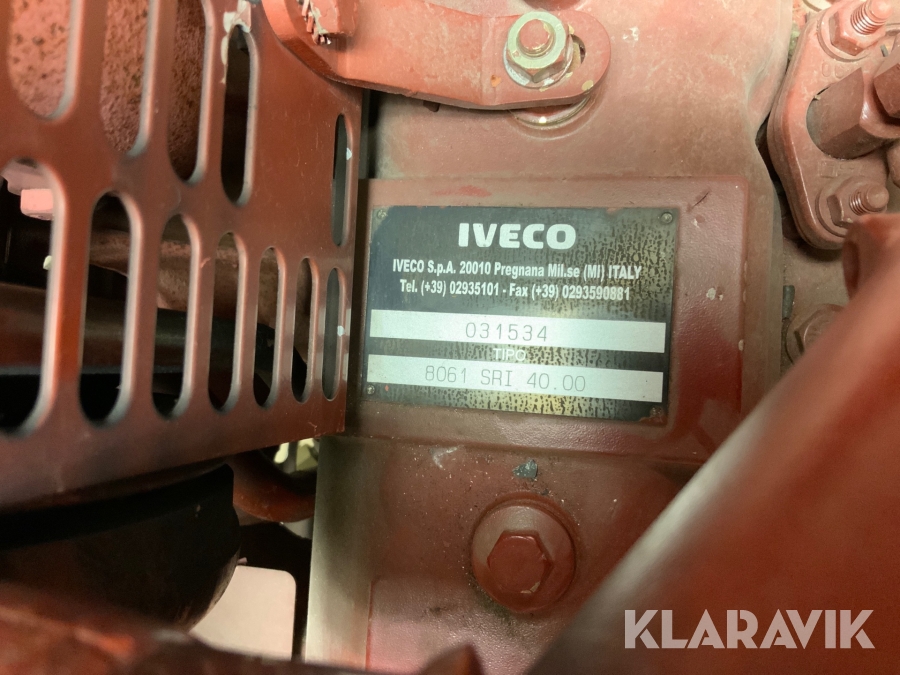 IVECO
IVECO S.p.A. 20010 Pregnana Mil.se (MI) ITALY
Tel. (+39) 02935101 - Fax (+39) 0293590881
031534
TIPO
8061 SRI 40.00
KLARAVIK